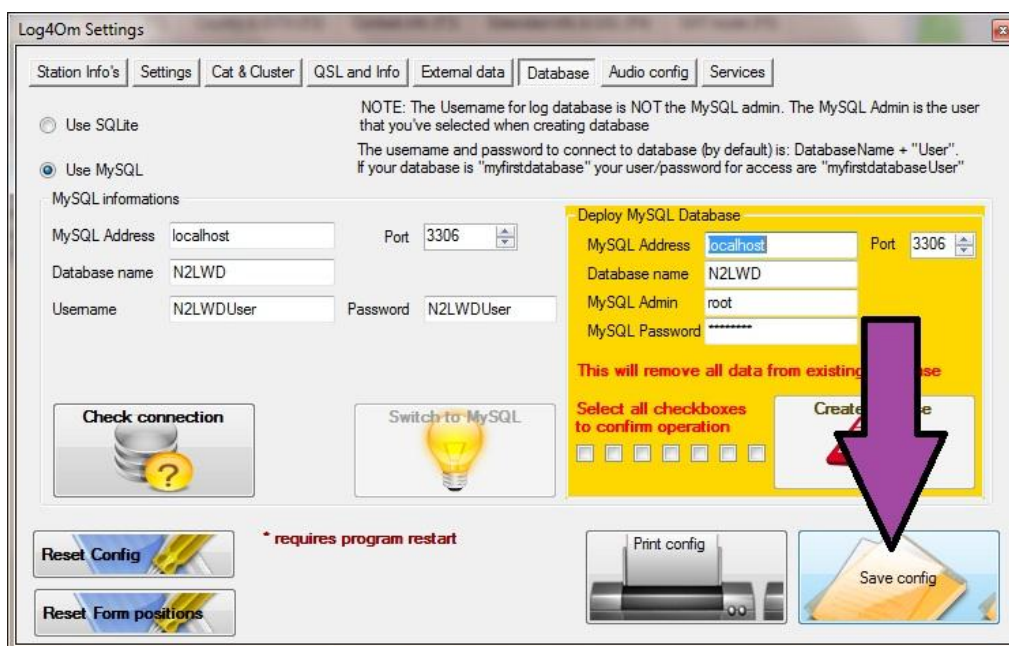 Log4Om Settings
Station Info's Settings Cat & Cluster QSL and Info External data Database Audio config Services
Use SQLite
NOTE: The Username for log database is NOT the MySQL admin. The MySQL Admin is the user
that you've selected when creating database
The username and password to connect to database (by default) is: DatabaseName + "User".
If your database is "myfirstdatabase" your user/password for access are "myfirstdatabaseUser"
Use MySQL
MySQL informations
MySQL Address localhost Port 3306
Database name N2LWD
Username N2LWDUser Password N2LWDUser
Deploy MySQL Database
MySQL Address localhost Port 3306
Database name N2LWD
MySQL Admin root
MySQL Password ********
This will remove all data from existing
Select all checkboxes
to confirm operation
Create
Check connection
?
Switch to MySQL
Reset Config
* requires program restart
Print config
Save config
Reset Form positions